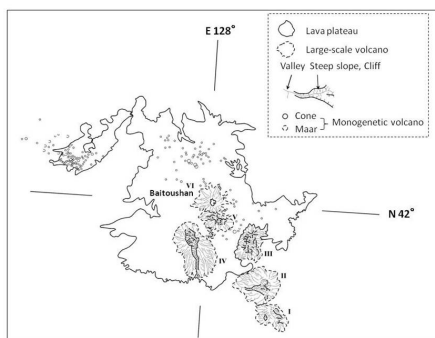 E 128°
Lava plateau
Large-scale volcano
Valley Steep slope, Cliff
Cone
Maar
Monogenetic volcano
VI
Baitoushan
V
N 42°
IV
III
II
I